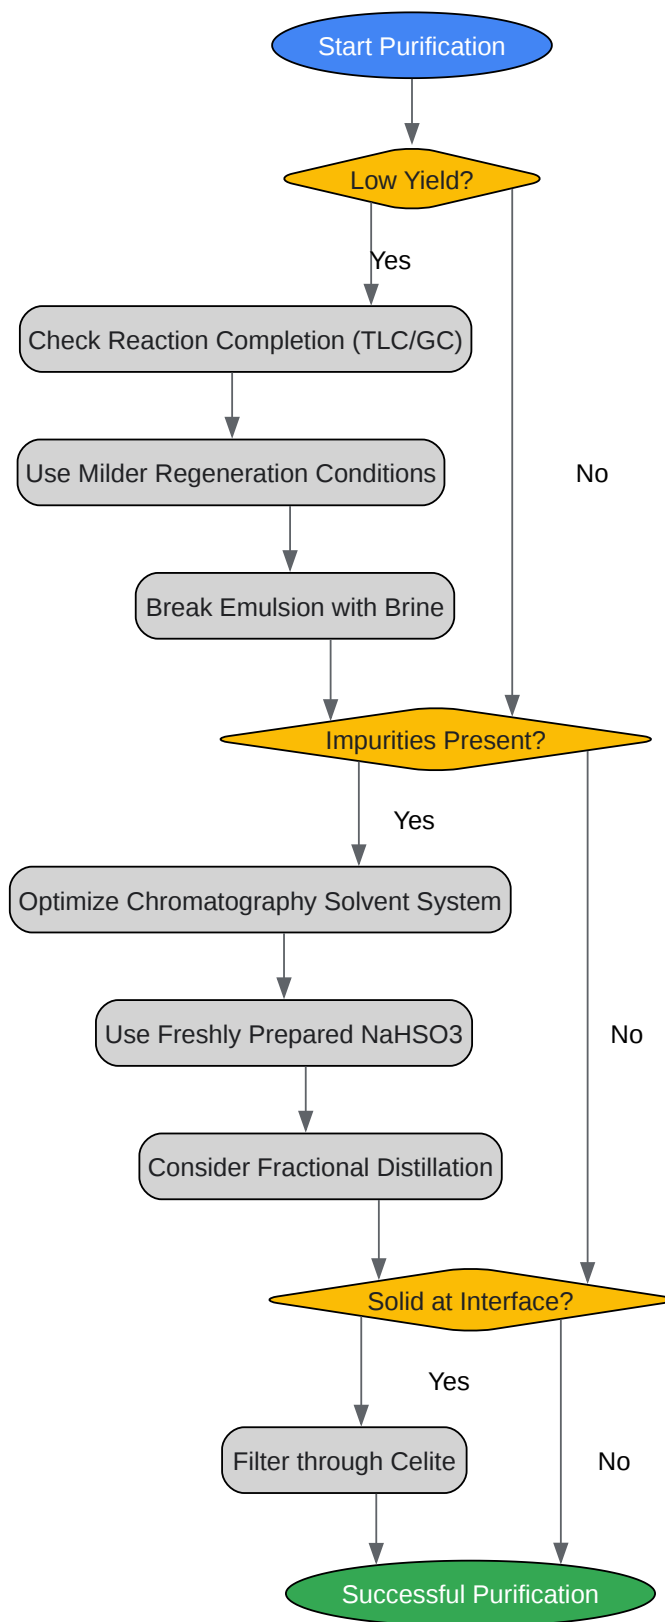 Start Purification
Low Yield?
Yes
Check Reaction Completion (TLC/GC)
Use Milder Regeneration Conditions
No
Break Emulsion with Brine
Impurities Present?
Yes
Optimize Chromatography Solvent System
Use Freshly Prepared NaHSO3
No
Consider Fractional Distillation
Solid at Interface?
Yes
Filter through Celite
No
Successful Purification